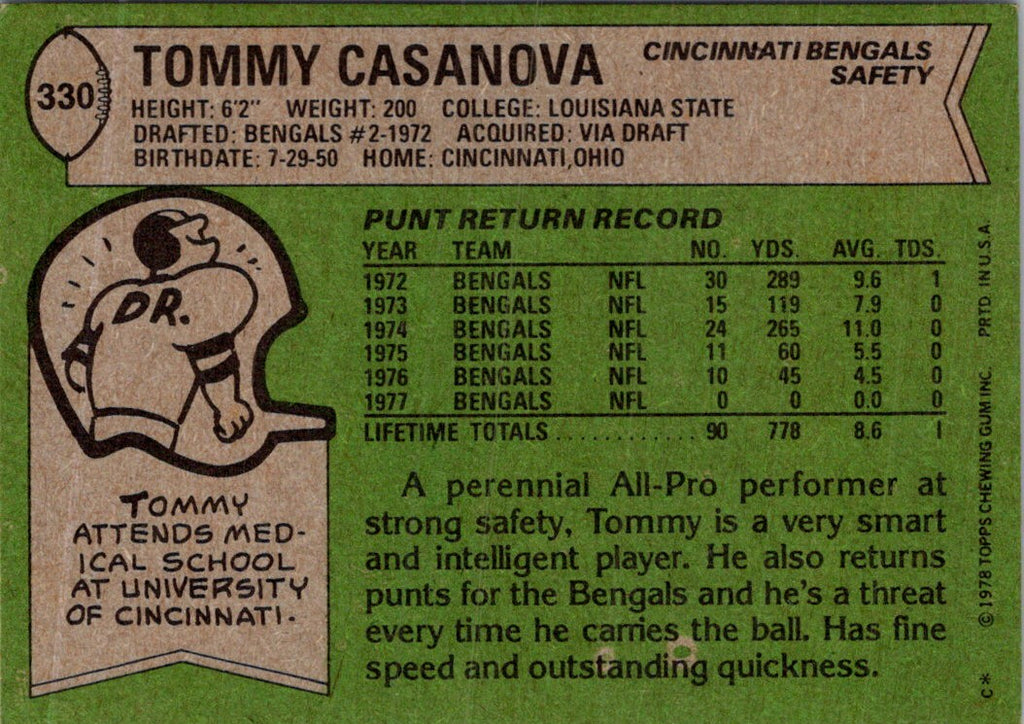 330
TOMMY CASANOVA
CINCINNATI BENGALS
SAFETY
HEIGHT: 6'2" WEIGHT: 200 COLLEGE: LOUISIANA STATE
DRAFTED: BENGALS #2-1972 ACQUIRED: VIA DRAFT
BIRTHDATE: 7-29-50 HOME: CINCINNATI, OHIO
DR.
TOMMY
ATTENDS MED-
ICAL SCHOOL
AT UNIVERSITY
OF CINCINNATI.
PUNT RETURN RECORD
YEAR TEAM NO. YDS. AVG. TDS.
1972 BENGALS NFL 30 289 9.6 1
1973 BENGALS NFL 15 119 7.9 0
1974 BENGALS NFL 24 265 11.0 0
1975 BENGALS NFL 11 60 5.5 0
1976 BENGALS NFL 10 45 4.5 0
1977 BENGALS NFL 0 0 0.0 0
LIFETIME TOTALS ............ 90 778 8.6 1
A perennial All-Pro performer at
strong safety, Tommy is a very smart
and intelligent player. He also returns
punts for the Bengals and he's a threat
every time he carries the ball. Has fine
speed and outstanding quickness.
C* ©1978 TOPPS CHEWING GUM INC. PRTD. IN U.S.A.